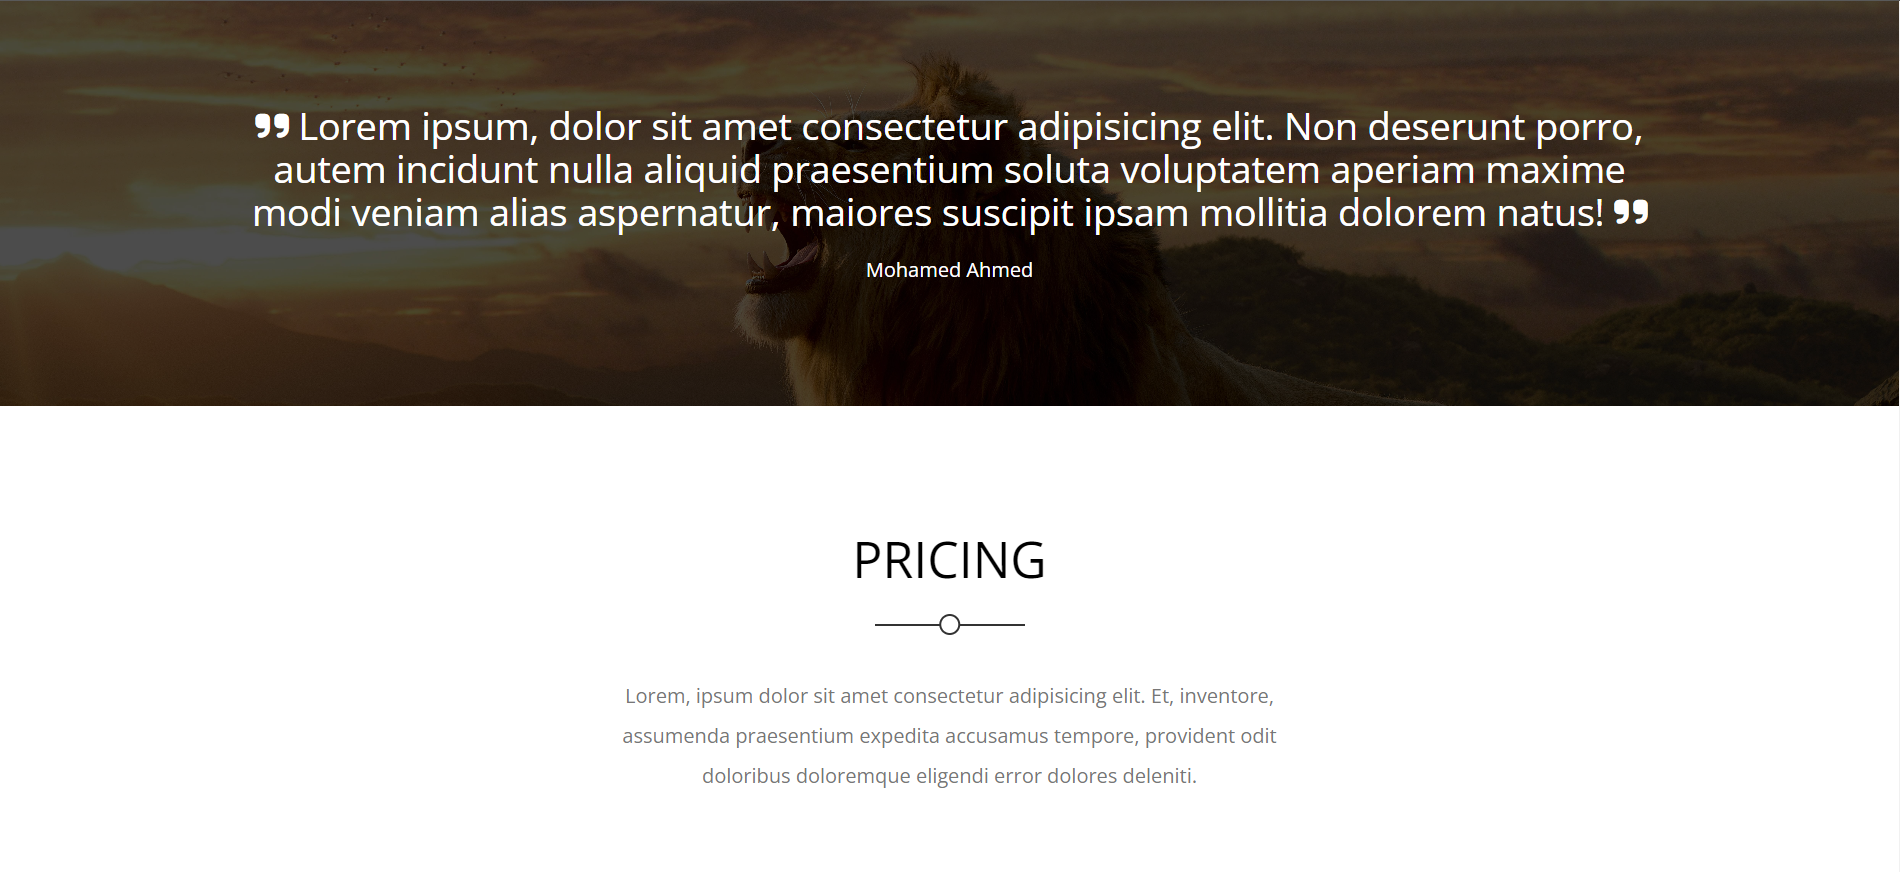 ❞ Lorem ipsum, dolor sit amet consectetur adipisicing elit. Non deserunt porro,
autem incidunt nulla aliquid praesentium soluta voluptatem aperiam maxime
modi veniam alias aspernatur, maiores suscipit ipsam mollitia dolorem natus! ❞
Mohamed Ahmed
PRICING
Lorem, ipsum dolor sit amet consectetur adipisicing elit. Et, inventore,
assumenda praesentium expedita accusamus tempore, provident odit
doloribus doloremque eligendi error dolores deleniti.